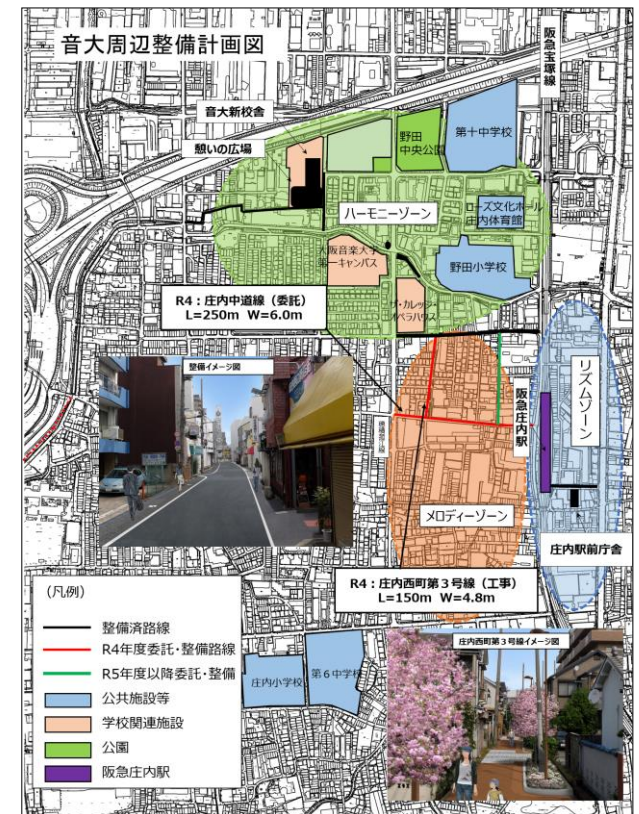 音大周辺整備計画図
阪急宝塚線
音大新校舎
憩いの広場
野田
中央公園
第十中学校
ハーモニーゾーン
ローズ文化ホール
庄内体育館
大阪音楽大学
第一キャンパス
野田小学校
ザ・カレッジ・
オペラハウス
R4：庄内中道線（委託）
L=250m W=6.0m
整備イメージ図
リズムゾーン
阪急庄内駅
メロディーゾーン
庄内駅前庁舎
R4：庄内西町第３号線（工事）
L=150m W=4.8m
（凡例）
整備済路線
R4年度委託・整備路線
R5年度以降委託・整備
公共施設等
学校関連施設
公園
阪急庄内駅
庄内小学校
第６中学校
庄内西町第３号線イメージ図